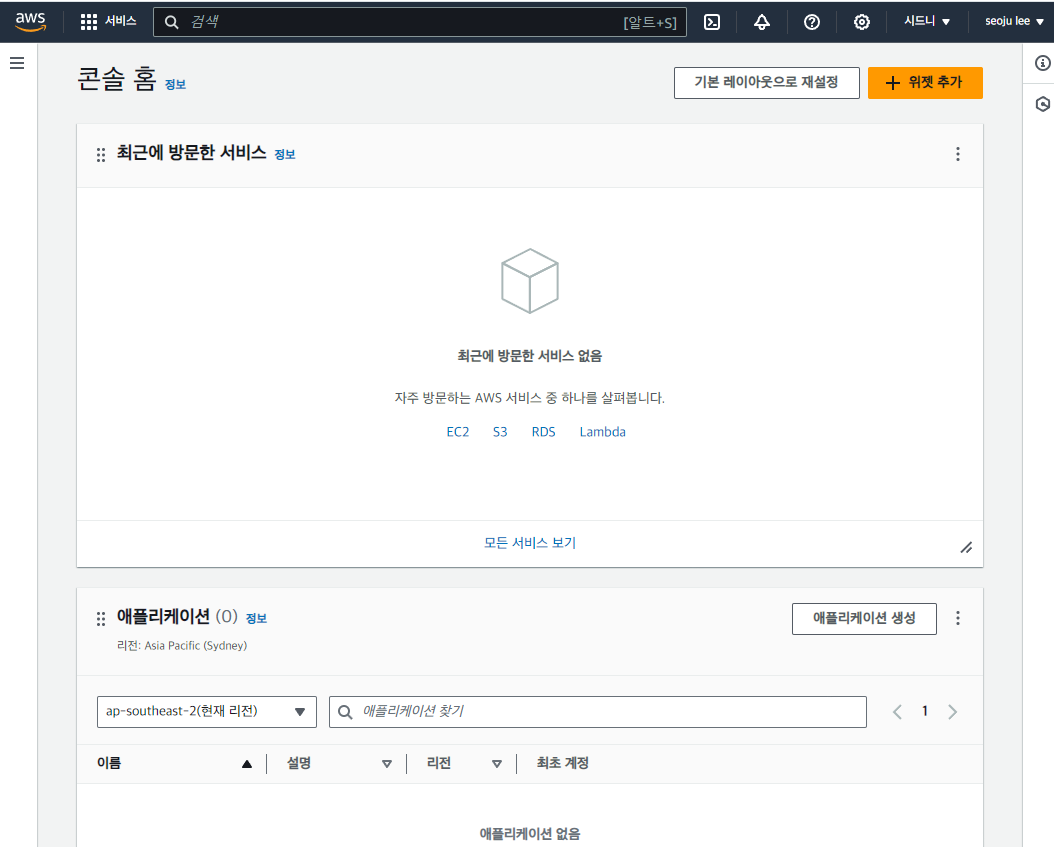 aws
서비스
검색
[알트+S]
시드니
seoju lee
콘솔 홈 정보
기본 레이아웃으로 재설정
위젯 추가
최근에 방문한 서비스 정보
최근에 방문한 서비스 없음
자주 방문하는 AWS 서비스 중 하나를 살펴봅니다.
EC2 S3 RDS Lambda
모든 서비스 보기
애플리케이션 (0) 정보
애플리케이션 생성
리전: Asia Pacific (Sydney)
ap-southeast-2(현재 리전)
애플리케이션 찾기
1
이름 설명 리전 최초 계정
애플리케이션 없음